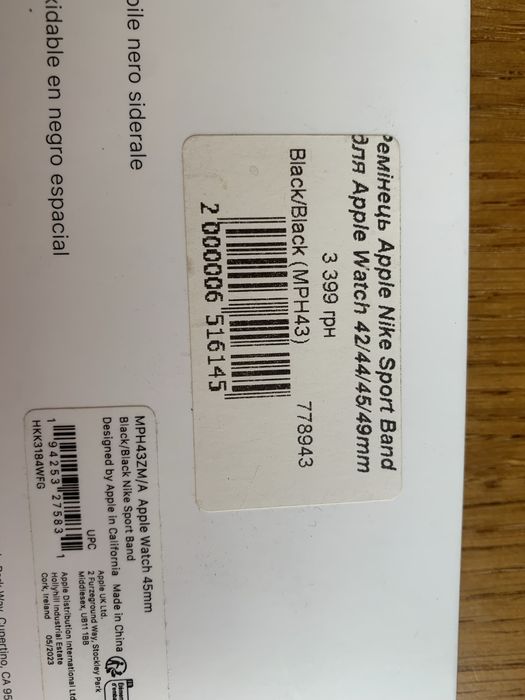 Ремінець Apple Nike Sport Band
для Apple Watch 42/44/45/49mm
3 399 грн
Black/Black (MPH43) 778943
2 000006 516145
bile nero siderale
xidable en negro espacial
MPH43ZM/A Apple Watch 45mm
Black/Black Nike Sport Band
Designed by Apple in California Made in China
UPC
1 94253 27583 1
HKK3184WFG
Apple UK Ltd.
2 Furzeground Way, Stockley Park
Middlesex, UB11 1BB
Apple Distribution International Ltd
Hollyhill Industrial Estate
Cork, Ireland 05/2023
Way, Cupertino, CA 95